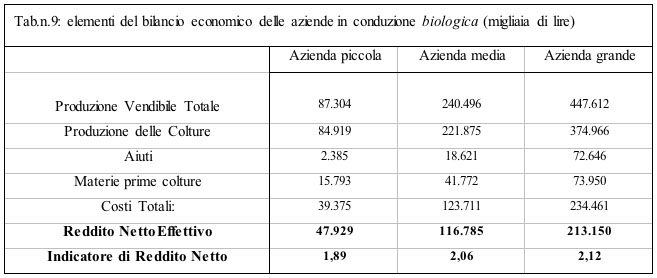 Tab.n.9: elementi del bilancio economico delle aziende in conduzione biologica (migliaia di lire)
Azienda piccola Azienda media Azienda grande
Produzione Vendibile Totale 87.304 240.496 447.612
Produzione delle Colture 84.919 221.875 374.966
Aiuti 2.385 18.621 72.646
Materie prime colture 15.793 41.772 73.950
Costi Totali: 39.375 123.711 234.461
Reddito Netto Effettivo 47.929 116.785 213.150
Indicatore di Reddito Netto 1,89 2,06 2,12